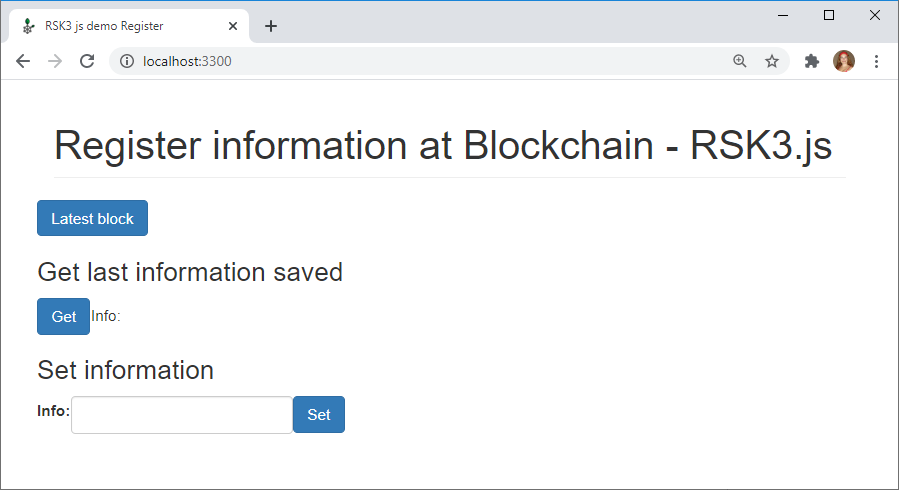 RSK3 js demo Register
localhost:3300
Register information at Blockchain - RSK3.js
Latest block
Get last information saved
Get Info:
Set information
Info: Set